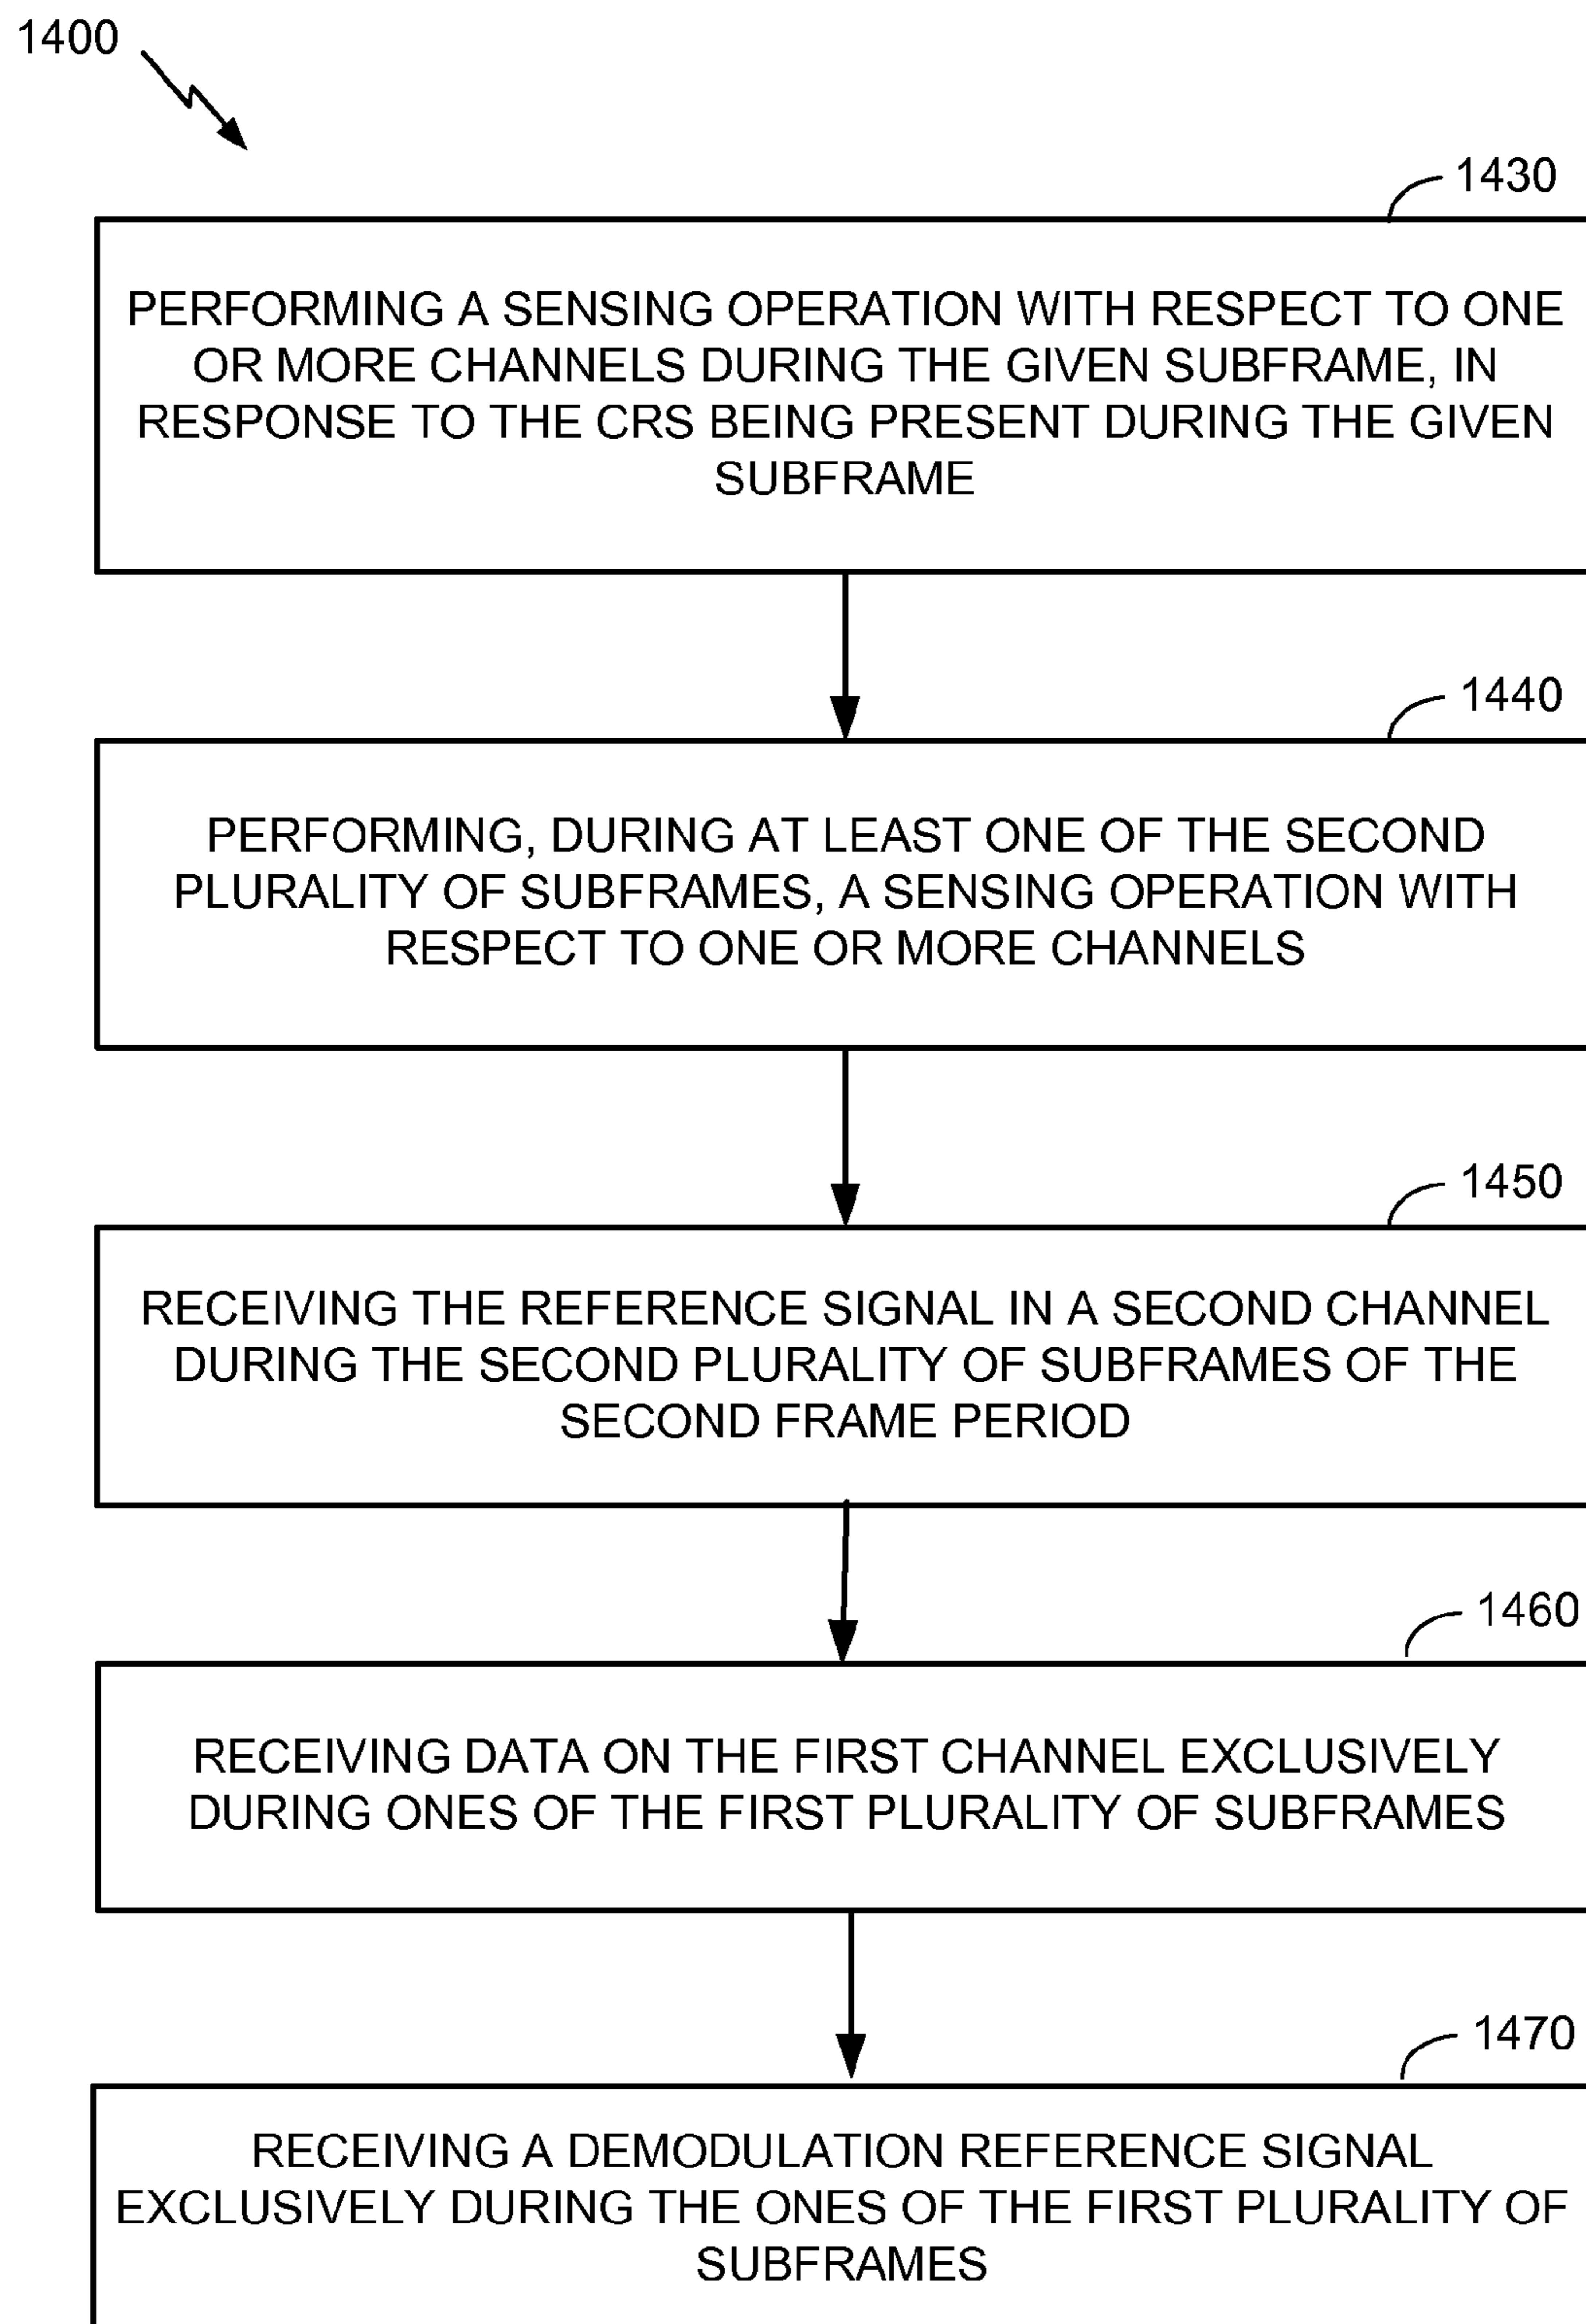 1400
1430
PERFORMING A SENSING OPERATION WITH RESPECT TO ONE
OR MORE CHANNELS DURING THE GIVEN SUBFRAME, IN
RESPONSE TO THE CRS BEING PRESENT DURING THE GIVEN
SUBFRAME
1440
PERFORMING, DURING AT LEAST ONE OF THE SECOND
PLURALITY OF SUBFRAMES, A SENSING OPERATION WITH
RESPECT TO ONE OR MORE CHANNELS
1450
RECEIVING THE REFERENCE SIGNAL IN A SECOND CHANNEL
DURING THE SECOND PLURALITY OF SUBFRAMES OF THE
SECOND FRAME PERIOD
1460
RECEIVING DATA ON THE FIRST CHANNEL EXCLUSIVELY
DURING ONES OF THE FIRST PLURALITY OF SUBFRAMES
1470
RECEIVING A DEMODULATION REFERENCE SIGNAL
EXCLUSIVELY DURING THE ONES OF THE FIRST PLURALITY OF
SUBFRAMES